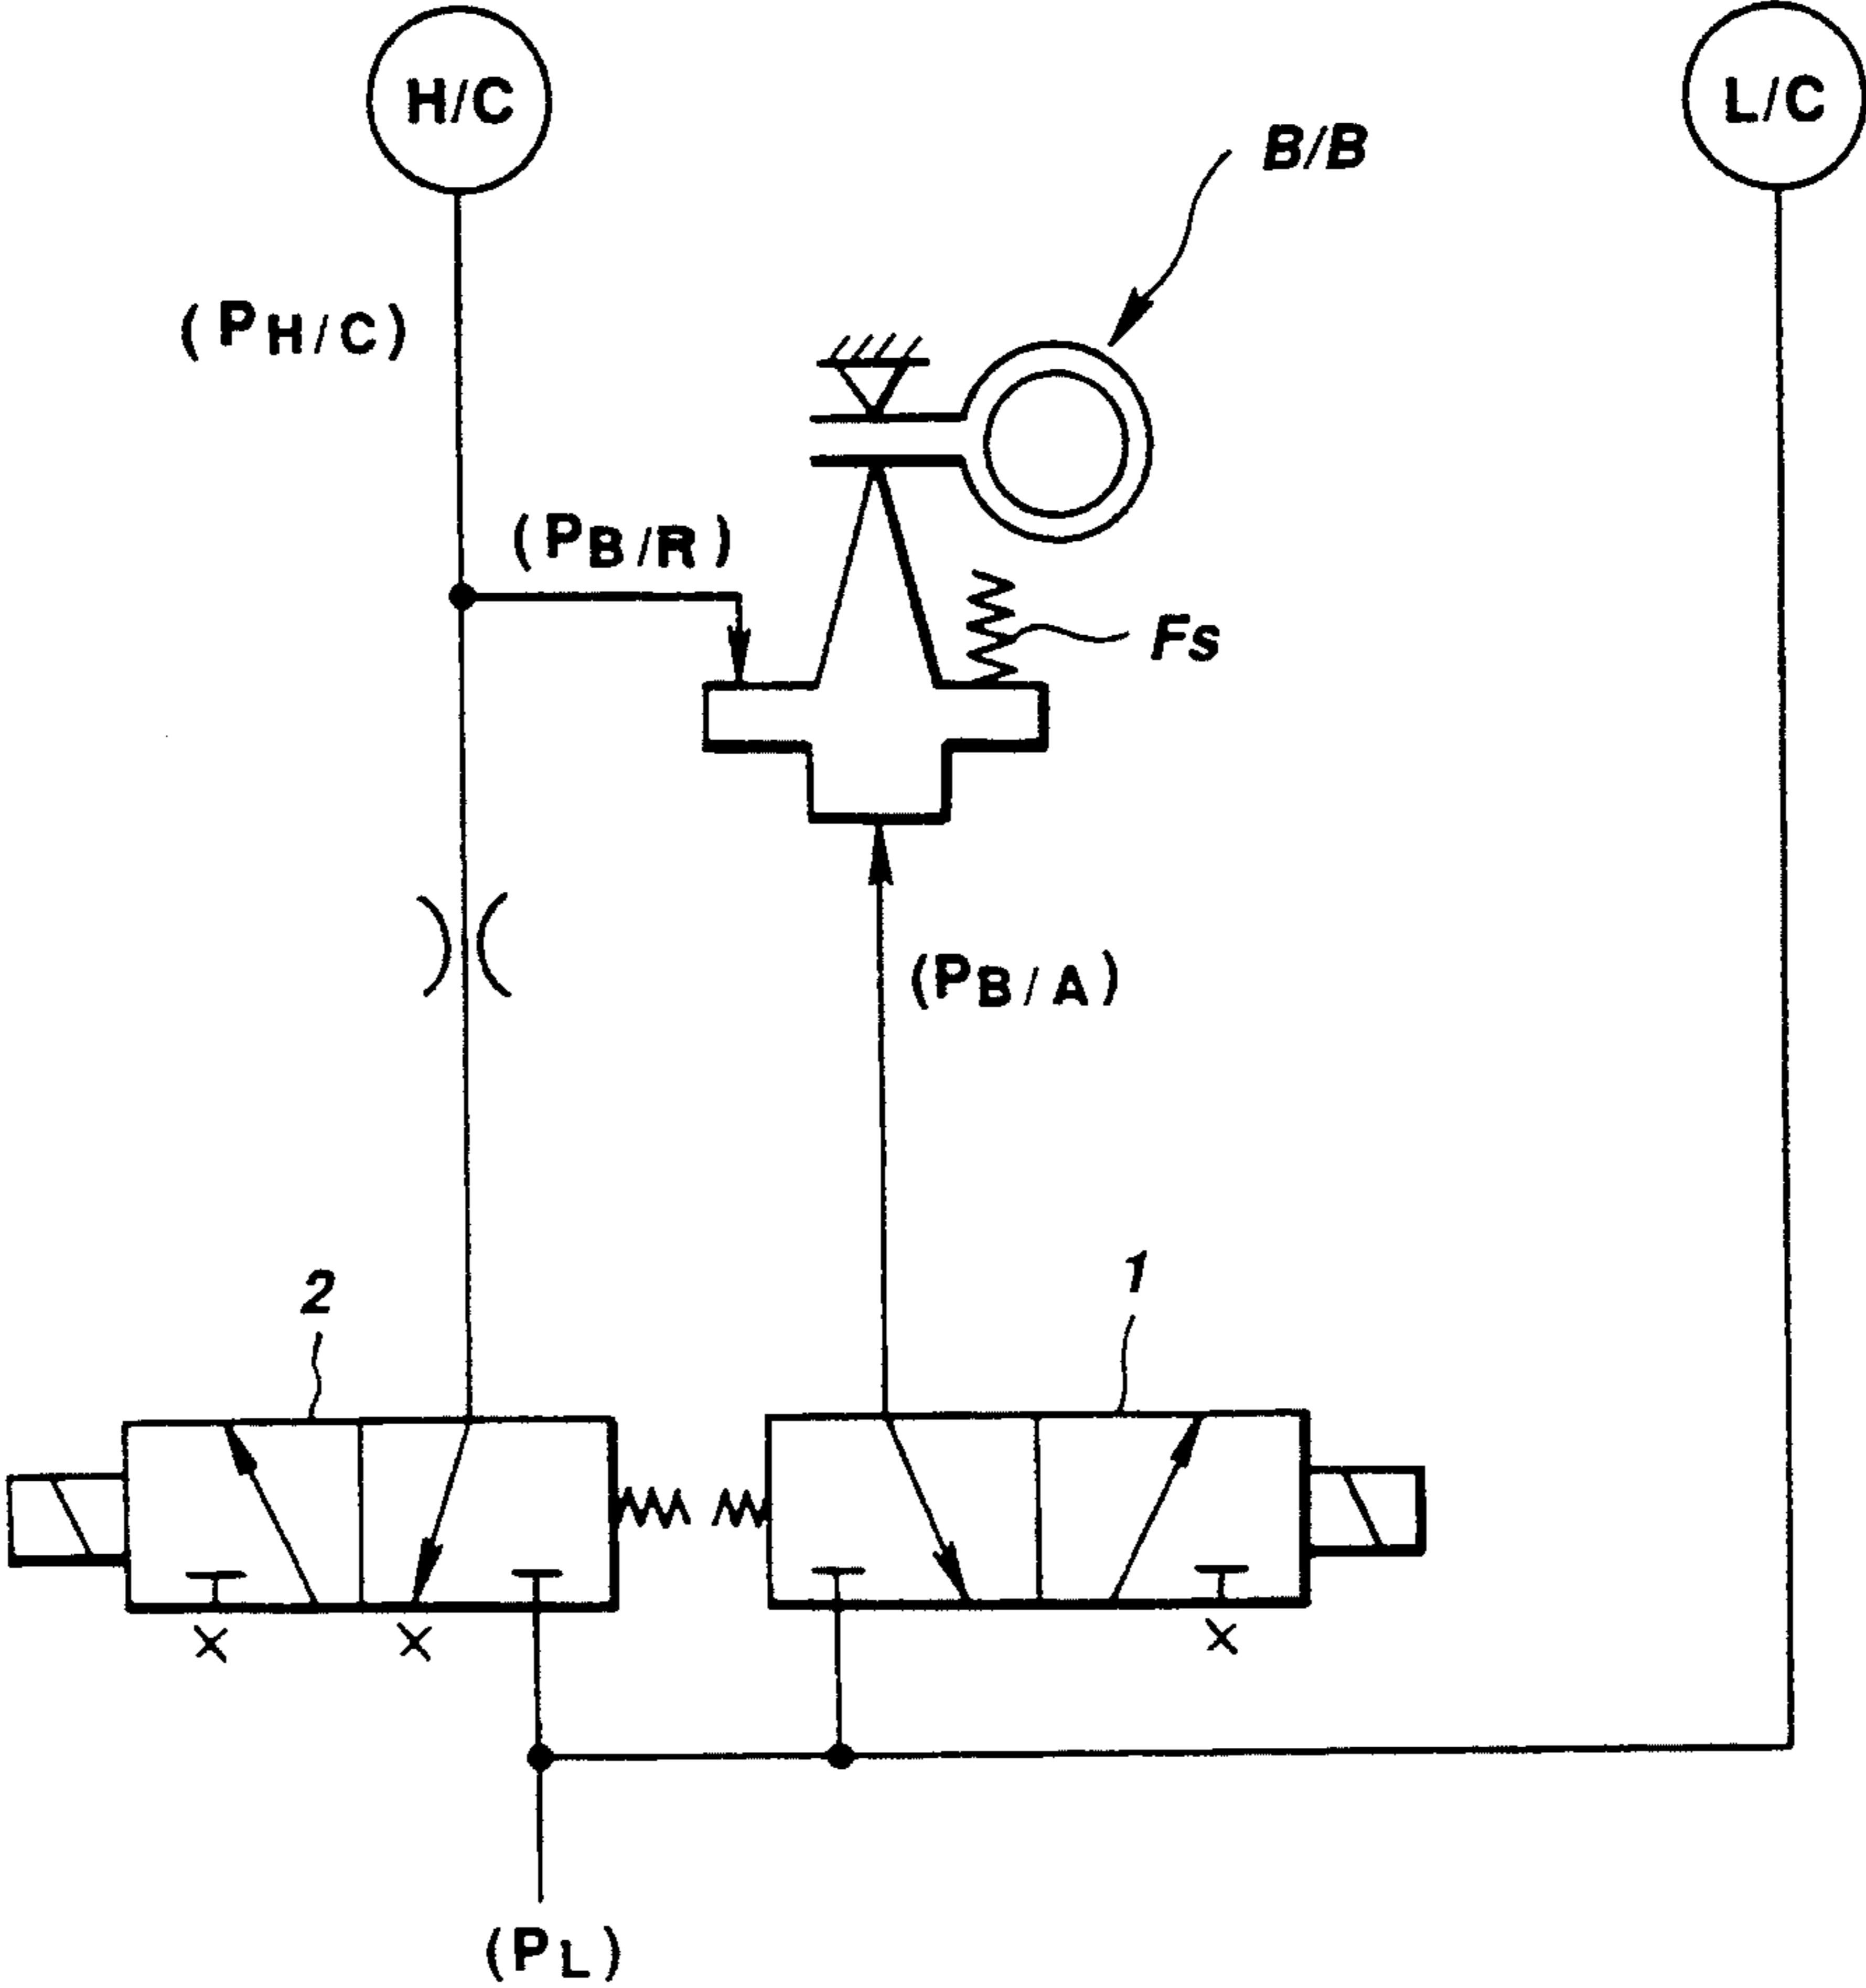 H/C
L/C
B/B
(PH/C)
(PB/R)
Fs
(PB/A)
2
1
x
x
x
(PL)